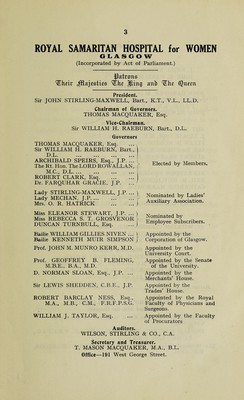 3
ROYAL SAMARITAN HOSPITAL for WOMEN
GLASGOW
(Incorporated by Act of Parliament.)
Patrons
Their Majesties The King and The Queen
President.
Sir JOHN STIRLING-MAXWELL, Bart., K.T., V.L., LL.D.
Chairman of Governors.
THOMAS MACQUAKER, Esq.
Vice-Chairman.
Sir WILLIAM H. RAEBURN, Bart., D.L.
Governors
THOMAS MACQUAKER, Esq. ...
Sir WILLIAM H. RAEBURN, Bart.,
D.L. ... ...
ARCHIBALD SPEIRS, Esq., J.P. ...
The Rt. Hon. The LORD ROWALLAN,
M.C., D.L. ... ...
ROBERT CLARK, Esq. ...
Dr. FARQUHAR GRACIE, J.P. ...
Elected by Members.
Lady STIRLING-MAXWELL, J.P. ...
Lady MECHAN, J.P. ... ...
Mrs. O. R. HATRICK ...
Nominated by Ladies'
Auxiliary Association.
Miss ELEANOR STEWART, J.P. ...
Miss REBECCA S. T. GROSVENOR
DUNCAN TURNBULL, Esq. ...
Nominated by
Employee Subscribers.
Bailie WILLIAM GILLIES NIVEN ...
Bailie KENNETH MUIR SIMPSON
Appointed by the
Corporation of Glasgow.
Prof. JOHN M. MUNRO KERR, M.D.
Appointed by the
University Court.
Prof. GEOFFREY B. FLEMING,
M.B.E., B.A., M.D.
Appointed by the Senate
of the University.
D. NORMAN SLOAN, Esq., J.P. ...
Appointed by the
Merchants' House.
Sir LEWIS SHEDDEN, C.B.E., J.P.
Appointed by the
Trades' House.
ROBERT BARCLAY NESS, Esq.,
M.A., M.B., C.M., F.R.F.P.S.G.
Appointed by the Royal
Faculty of Physicians and
Surgeons.
WILLIAM J. TAYLOR, Esq. ...
Appointed by the Faculty
of Procurators
Auditors.
WILSON, STIRLING & CO., C.A.
Secretary and Treasurer.
T. MASON MACQUAKER, M.A., B.L.
Office—191 West George Street.